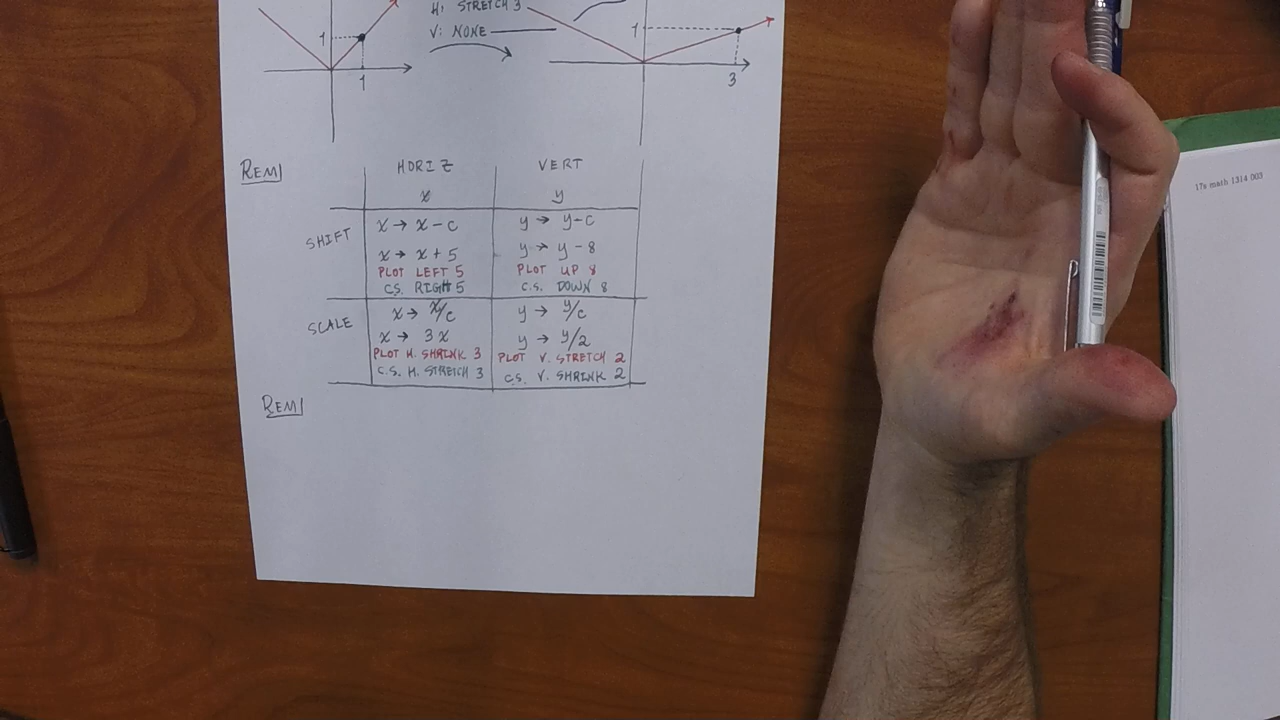 H: STRETCH 3
V: NONE
1
1
1
3
REM|
HORIZ
VERT
x
y
SHIFT
x → x - c
y → y - c
x → x + 5
y → y - 8
PLOT LEFT 5
PLOT UP 8
C.S. RIGHT 5
C.S. DOWN 8
SCALE
x → x/c
y → y/c
x → 3x
y → y/2
PLOT H. SHRINK 3
PLOT V. STRETCH 2
C.S. H. STRETCH 3
C.S. V. SHRINK 2
REM|
17s math 1314 003